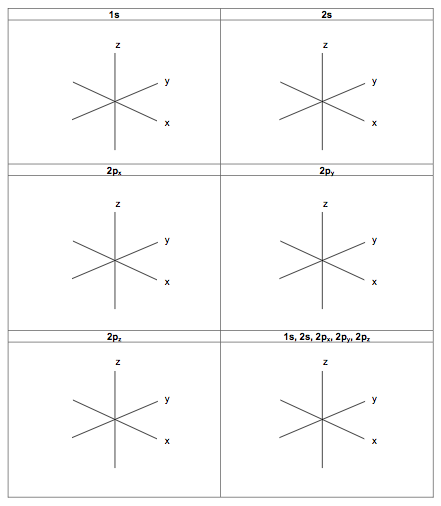 1s
2s
z
y
x
z
y
x
2pₓ
2pᵧ
z
y
x
z
y
x
2p_z
1s, 2s, 2pₓ, 2pᵧ, 2p_z
z
y
x
z
y
x